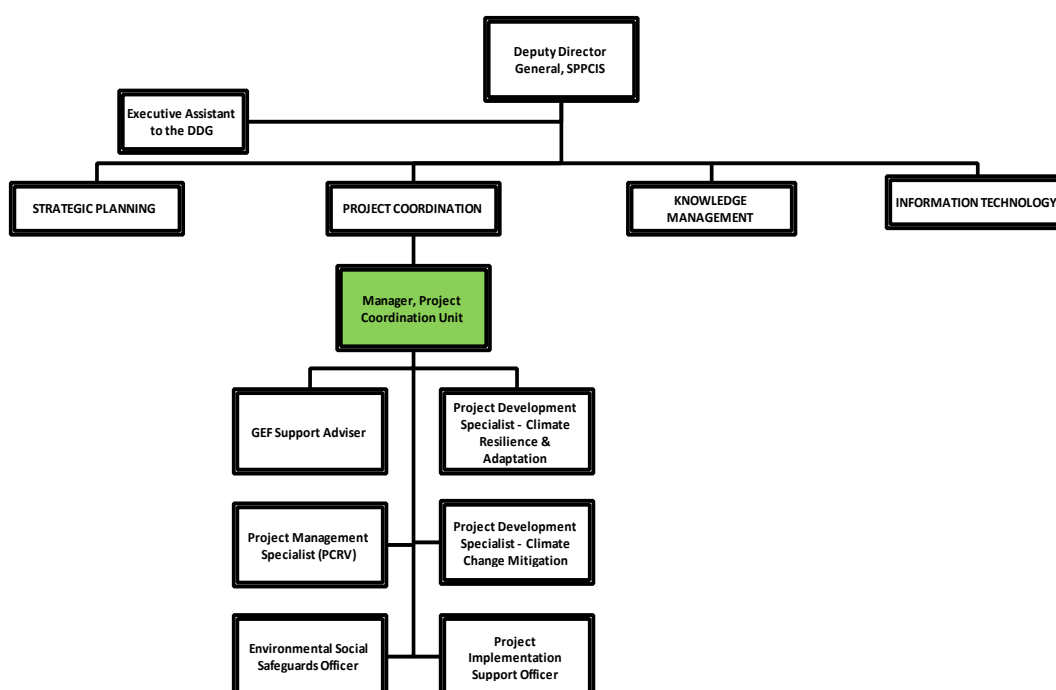 Deputy Director
General, SPPCIS
Executive Assistant
to the DDG
STRATEGIC PLANNING
PROJECT COORDINATION
KNOWLEDGE
MANAGEMENT
INFORMATION TECHNOLOGY
Manager, Project
Coordination Unit
GEF Support Adviser
Project Development
Specialist - Climate
Resilience &
Adaptation
Project Management
Specialist (PCRV)
Project Development
Specialist - Climate
Change Mitigation
Environmental Social
Safeguards Officer
Project
Implementation
Support Officer